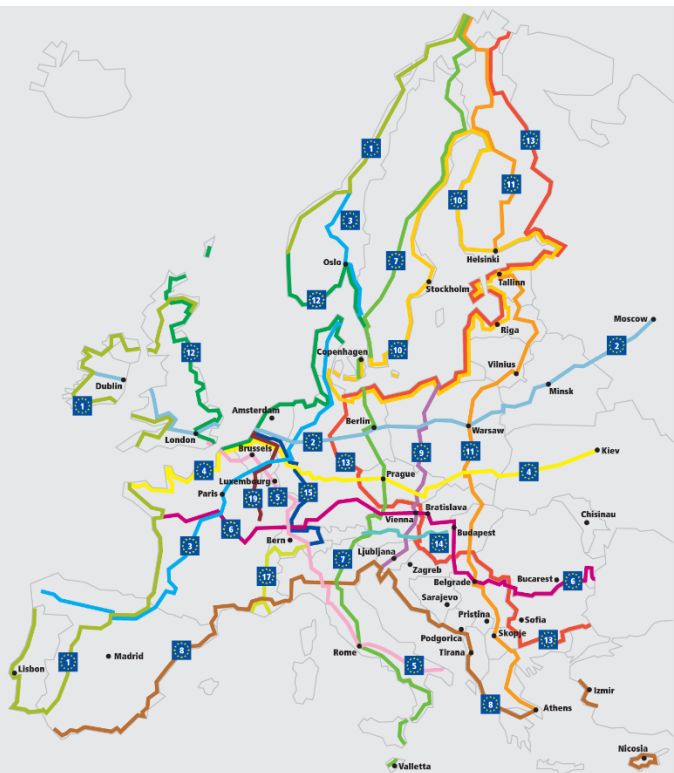 1
13
11
10
3
Oslo
7
Helsinki
12
Stockholm
Tallinn
Moscow
Riga
2
12
Copenhagen
10
Vilnius
Dublin
Minsk
1
Amsterdam
London
Berlin
Warsaw
2
Brussels
9
11
Kiev
4
13
4
Luxembourg
Prague
Paris
19
5
15
6
Vienna
Bratislava
Chisinau
3
Bern
Budapest
14
7
Ljubljana
17
Zagreb
Belgrade
Bucarest
6
Sarajevo
Pristina
Sofia
8
Podgorica
Skopje
13
Rome
Tirana
Madrid
Lisbon
1
5
Izmir
8
Athens
Nicosia
Valletta